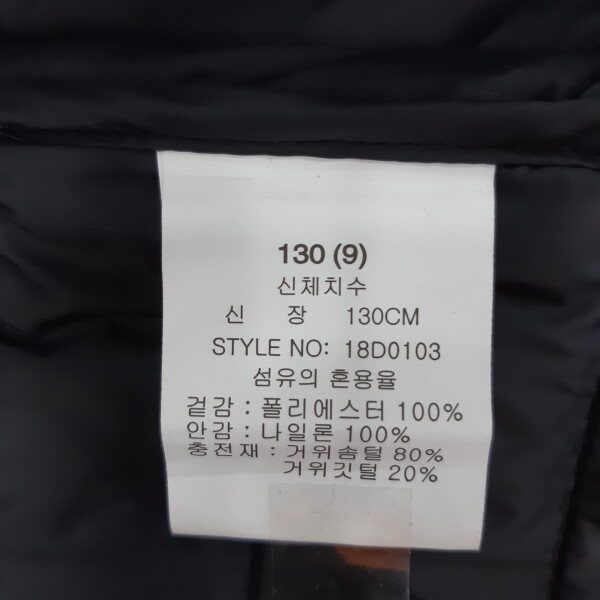 130 (9)
신체치수
신 장 130CM
STYLE NO: 18D0103
섬유의 혼용율
겉감 : 폴리에스터 100%
안감 : 나일론 100%
충전재 : 거위솜털 80%
거위깃털 20%